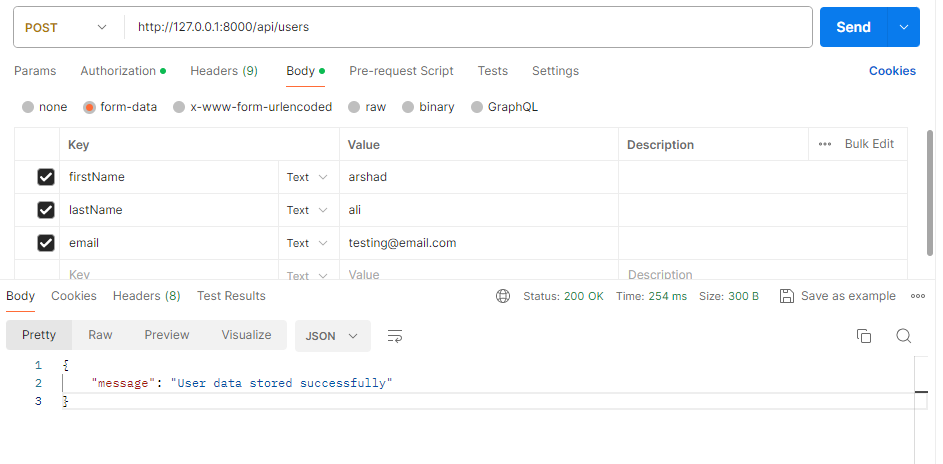 POST http://127.0.0.1:8000/api/users Send
Params Authorization Headers (9) Body Pre-request Script Tests Settings Cookies
none form-data x-www-form-urlencoded raw binary GraphQL
Key Value Description Bulk Edit
firstName Text arshad
lastName Text ali
email Text testing@email.com
Key Text Value Description
Body Cookies Headers (8) Test Results Status: 200 OK Time: 254 ms Size: 300 B Save as example
Pretty Raw Preview Visualize JSON
1 {
2 "message": "User data stored successfully"
3 }